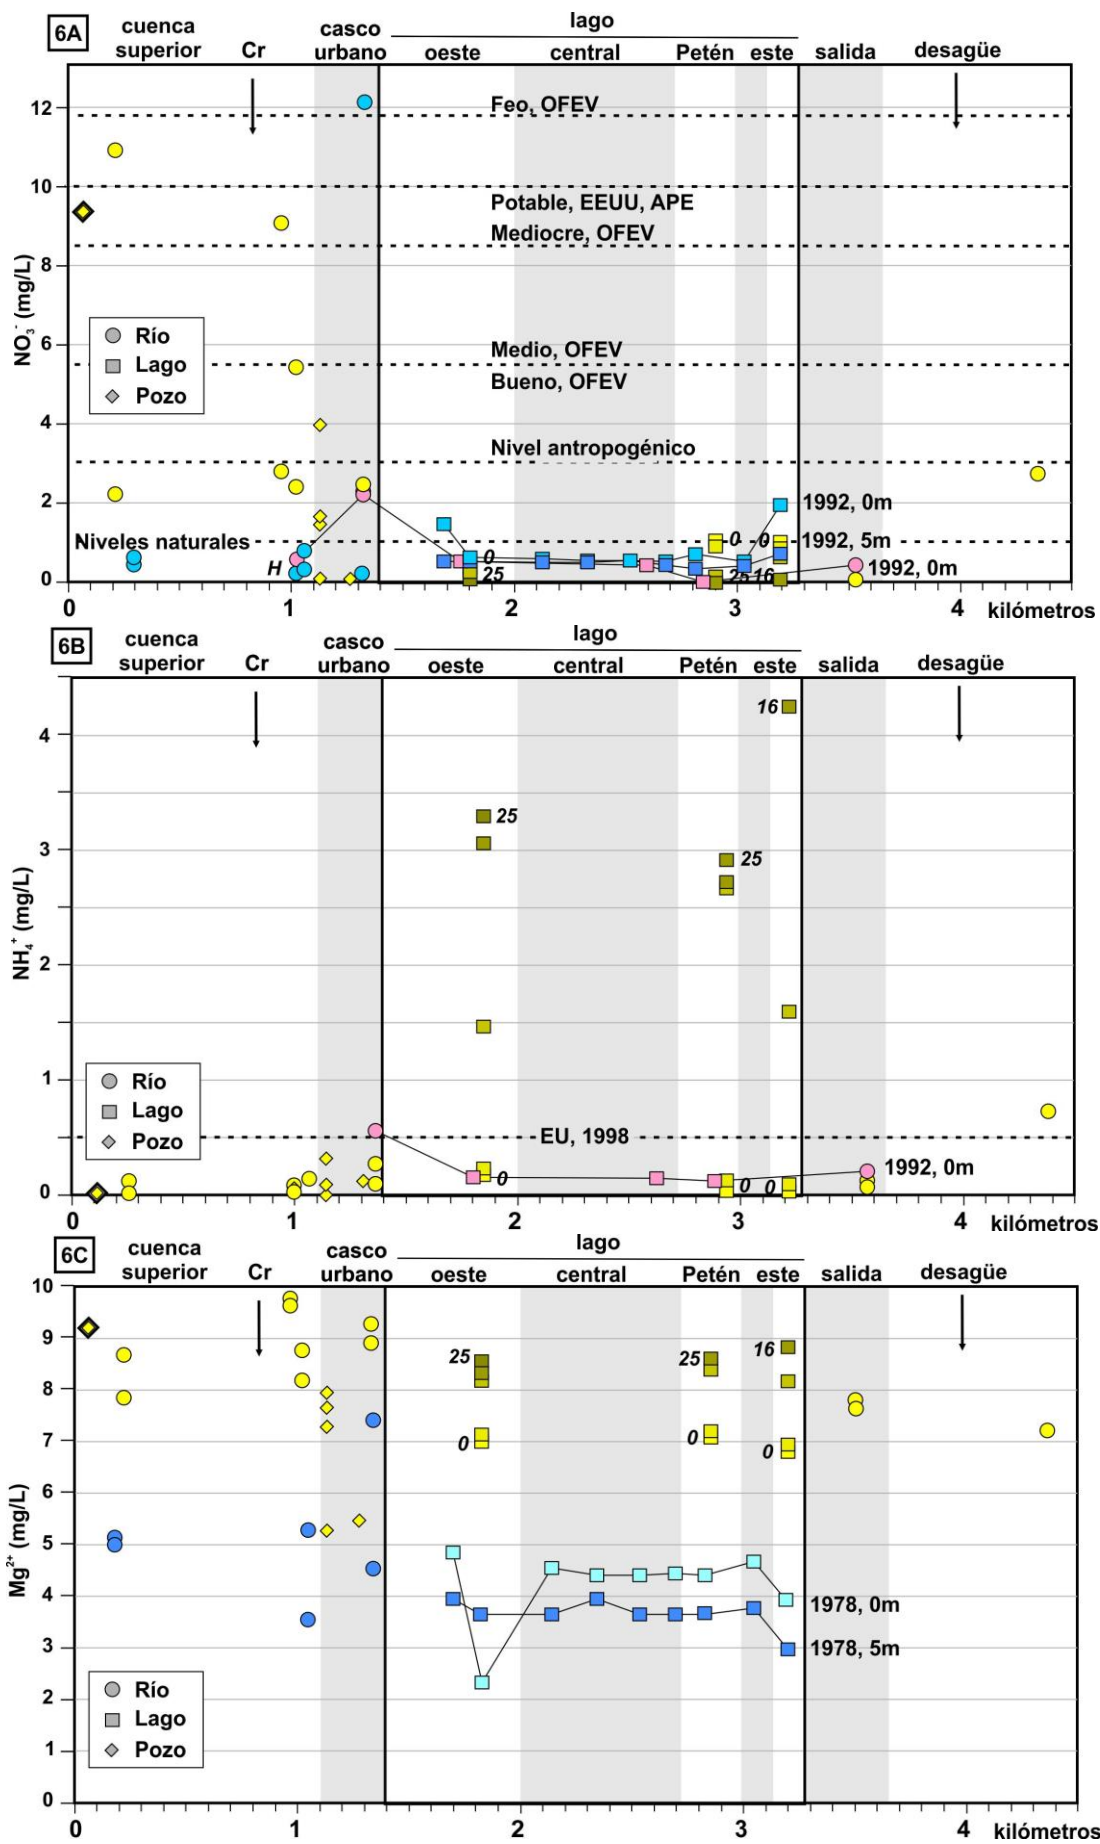 6A
cuenca superior
Cr
casco urbano
lago
oeste
central
Petén
este
salida
desagüe
NO₃⁻ (mg/L)
12
10
8
6
4
2
0
Feo, OFEV
Potable, EEUU, APE
Mediocre, OFEV
Medio, OFEV
Bueno, OFEV
Nivel antropogénico
Niveles naturales
Río
Lago
Pozo
H
0
25
0
25
0
16
1992, 0m
1992, 5m
1992, 0m
0
1
2
3
4
kilómetros
6B
cuenca superior
Cr
casco urbano
lago
oeste
central
Petén
este
salida
desagüe
NH₄⁺ (mg/L)
4
3
2
1
0
16
25
25
EU, 1998
Río
Lago
Pozo
0
0
0
1992, 0m
0
1
2
3
4
kilómetros
6C
cuenca superior
Cr
casco urbano
lago
oeste
central
Petén
este
salida
desagüe
Mg²⁺ (mg/L)
10
9
8
7
6
5
4
3
2
1
0
25
25
16
0
0
0
1978, 0m
1978, 5m
Río
Lago
Pozo
0
1
2
3
4
kilómetros